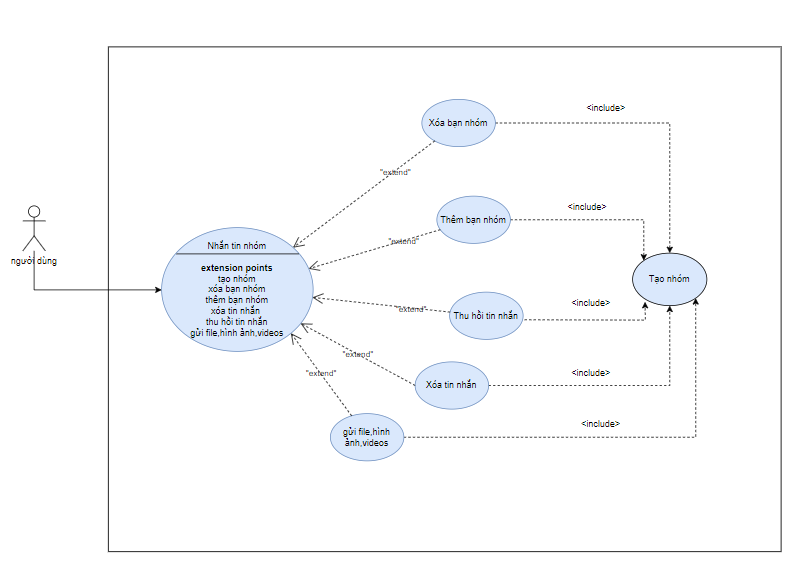 <include>
Xóa bạn nhóm
"extend"
<include>
Thêm bạn nhóm
"extend"
người dùng
Nhắn tin nhóm
extension points
tạo nhóm
xóa bạn nhóm
thêm bạn nhóm
xóa tin nhắn
thu hồi tin nhắn
gửi file,hình ảnh,videos
Tạo nhóm
<include>
"extend"
Thu hồi tin nhắn
"extend"
<include>
"extend"
Xóa tin nhắn
<include>
gửi file,hình
ảnh,videos